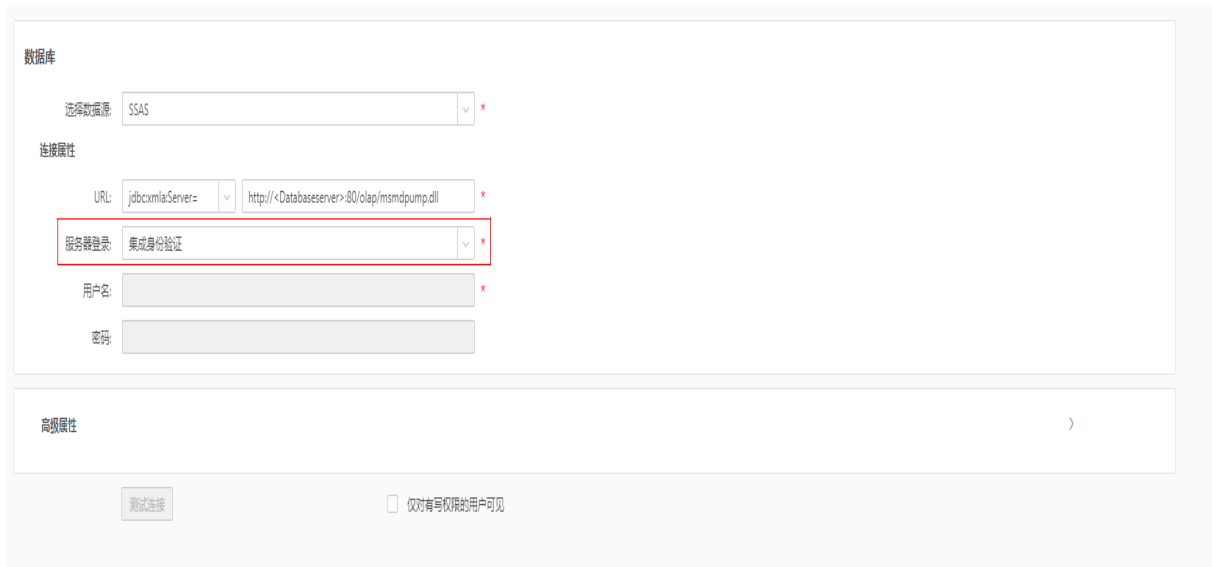 数据库
选择数据源: SSAS *
连接属性
URL: jdbc:xmla:Server= http://<Databaseserver>:80/olap/msmdpump.dll *
服务器登录: 集成身份验证 *
用户名: *
密码:
高级属性
测试连接 仅对有写权限的用户可见